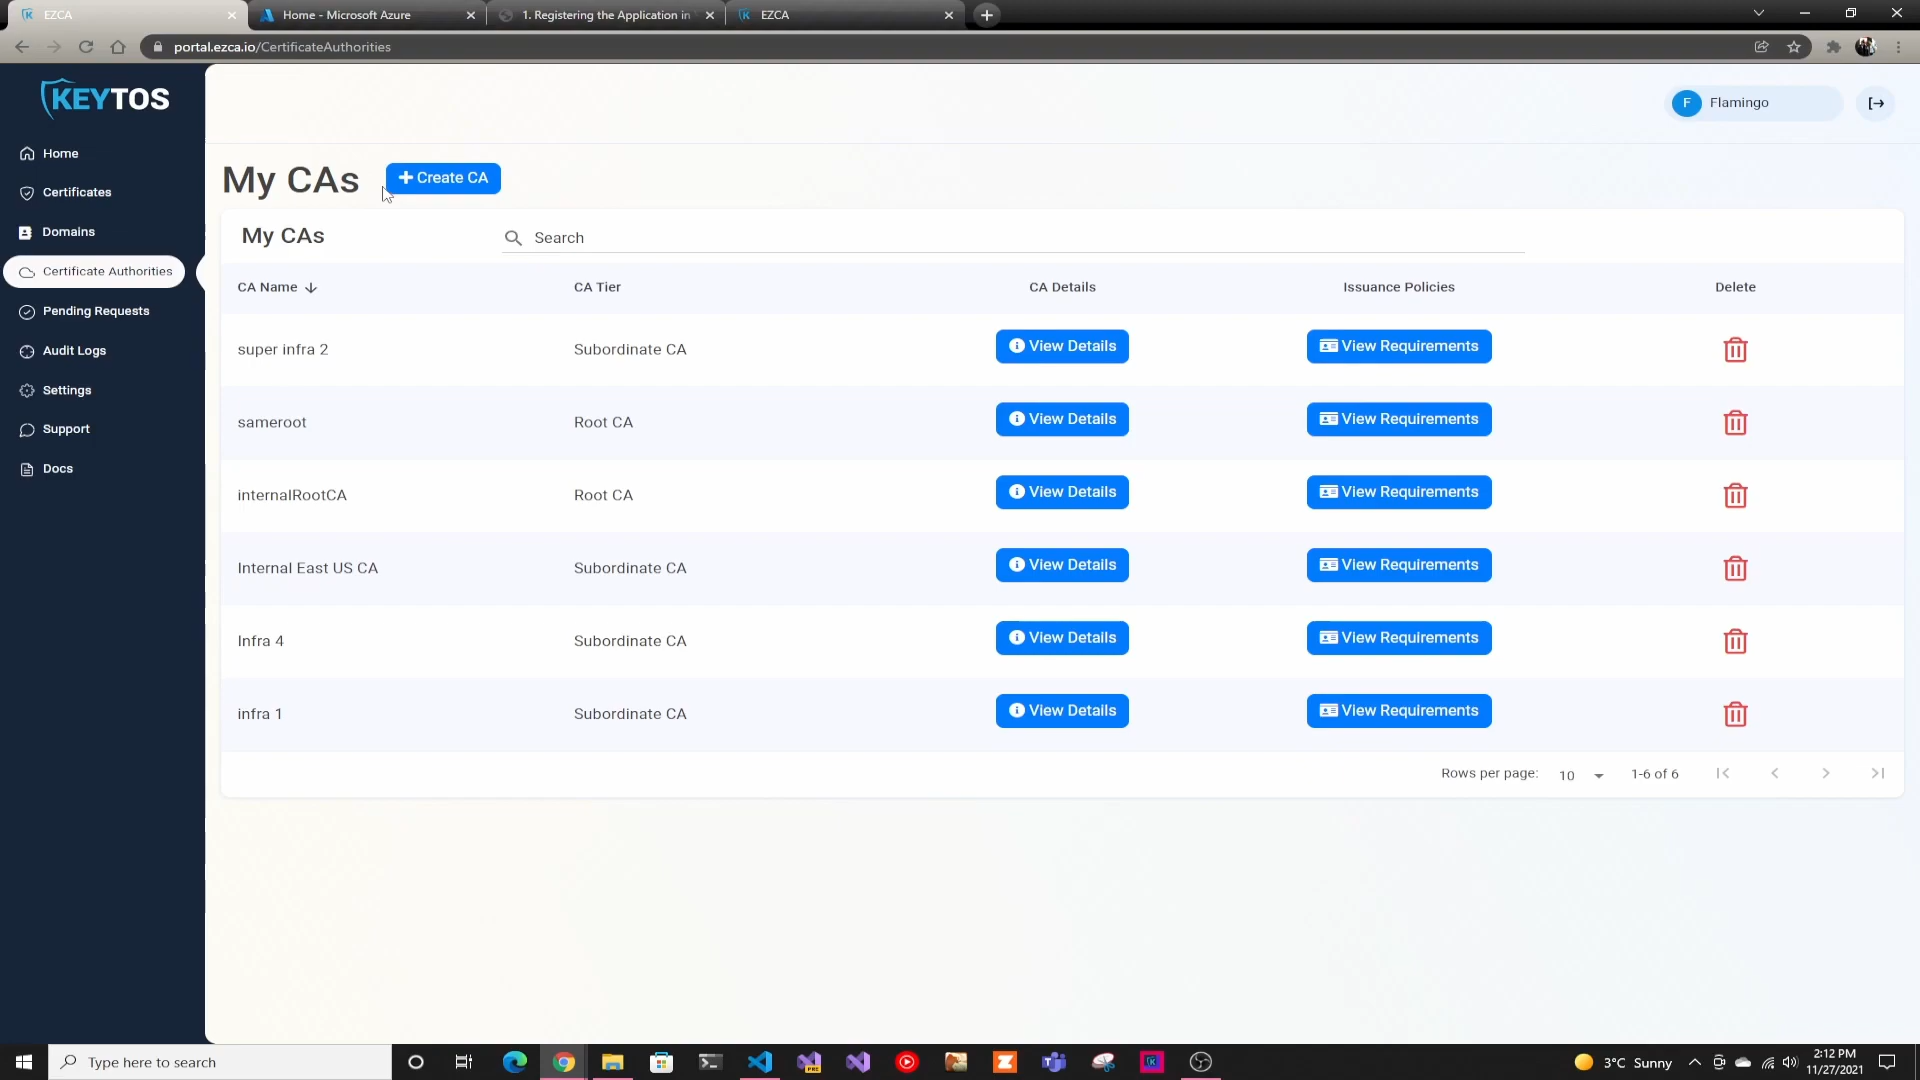 EZCA
Home - Microsoft Azure
1. Registering the Application in
EZCA
portal.ezca.io/CertificateAuthorities
KEYTOS
F
Flamingo
Home
Certificates
Domains
Certificate Authorities
Pending Requests
Audit Logs
Settings
Support
Docs
My CAs
Create CA
My CAs
Search
CA Name
CA Tier
CA Details
Issuance Policies
Delete
super infra 2
Subordinate CA
View Details
View Requirements
sameroot
Root CA
View Details
View Requirements
internalRootCA
Root CA
View Details
View Requirements
Internal East US CA
Subordinate CA
View Details
View Requirements
Infra 4
Subordinate CA
View Details
View Requirements
infra 1
Subordinate CA
View Details
View Requirements
Rows per page:
10
1-6 of 6
Type here to search
3°C Sunny
2:12 PM
11/27/2021